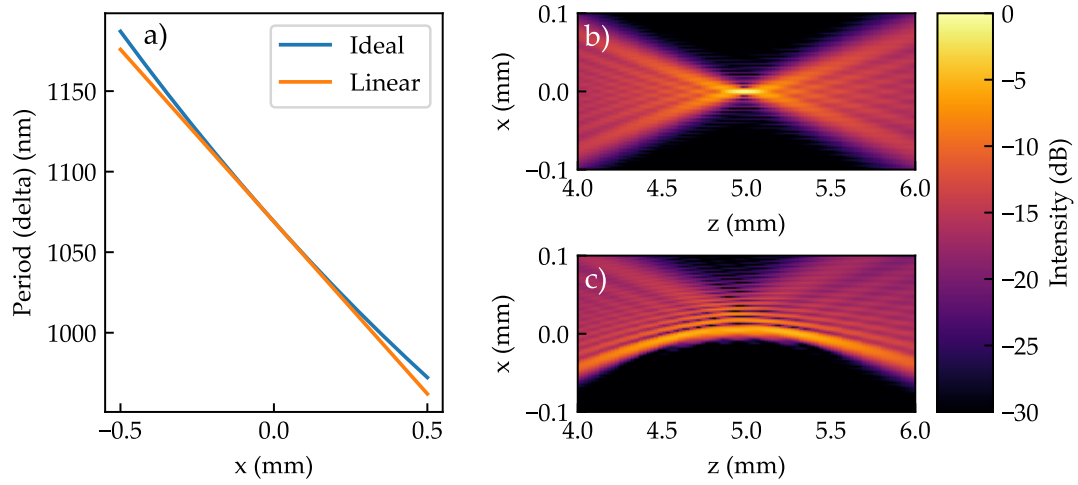 a)
Ideal
Linear
Period (delta) (nm)
1150
1100
1050
1000
−0.5
0.0
0.5
x (mm)
b)
x (mm)
0.1
0.0
−0.1
4.0
4.5
5.0
5.5
6.0
z (mm)
c)
x (mm)
0.1
0.0
−0.1
4.0
4.5
5.0
5.5
6.0
z (mm)
0
−5
−10
−15
−20
−25
−30
Intensity (dB)